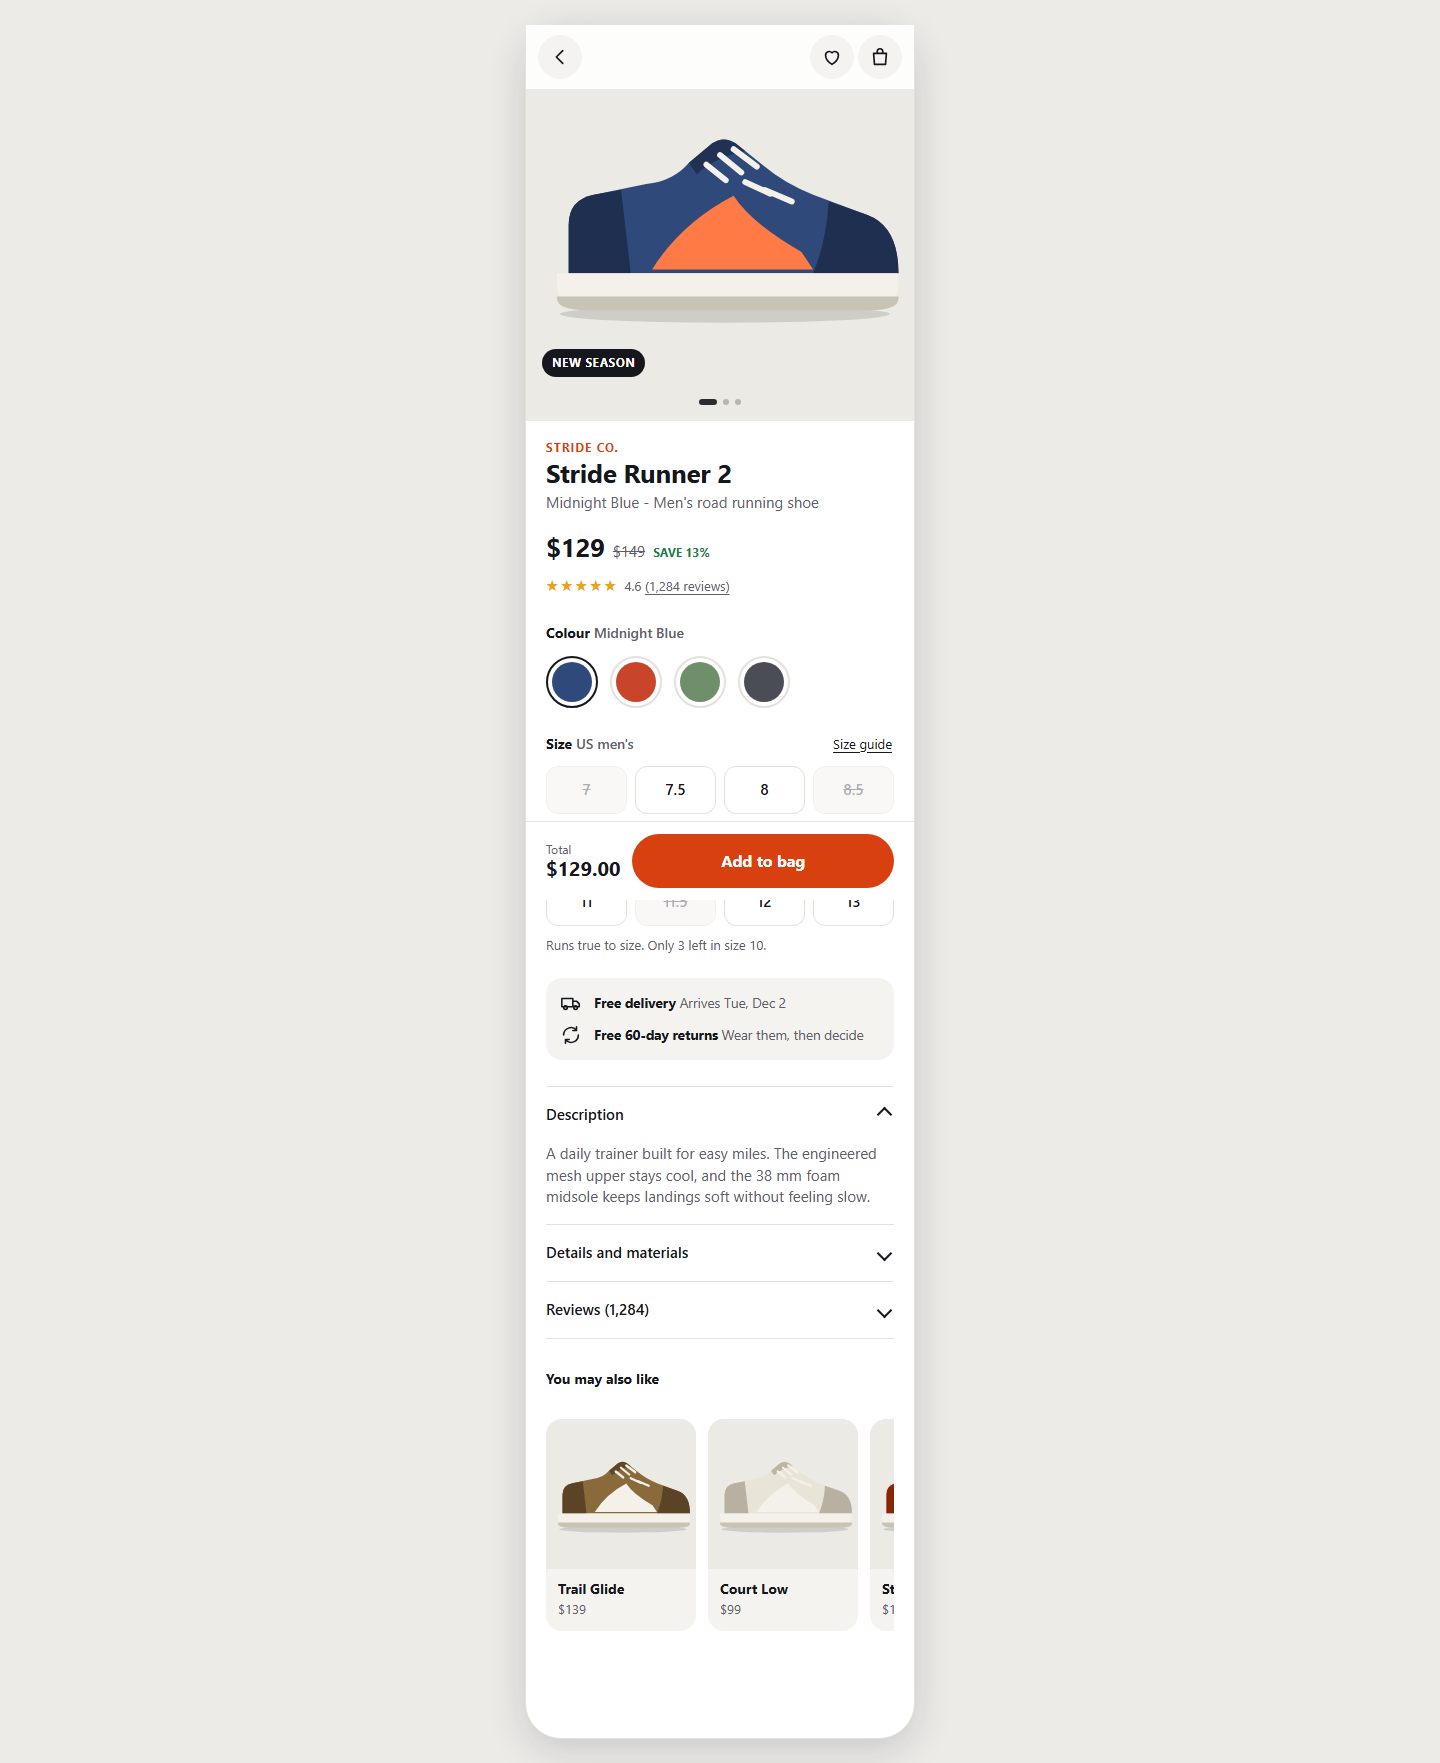 NEW SEASON
STRIDE CO.
Stride Runner 2
Midnight Blue - Men's road running shoe
$129 $149 SAVE 13%
★★★★★ 4.6 (1,284 reviews)
Colour Midnight Blue
Size US men's Size guide
7 7.5 8 8.5
Total
$129.00
Add to bag
11 11.5 12 13
Runs true to size. Only 3 left in size 10.
Free delivery Arrives Tue, Dec 2
Free 60-day returns Wear them, then decide
Description
A daily trainer built for easy miles. The engineered
mesh upper stays cool, and the 38 mm foam
midsole keeps landings soft without feeling slow.
Details and materials
Reviews (1,284)
You may also like
Trail Glide Court Low
$139 $99